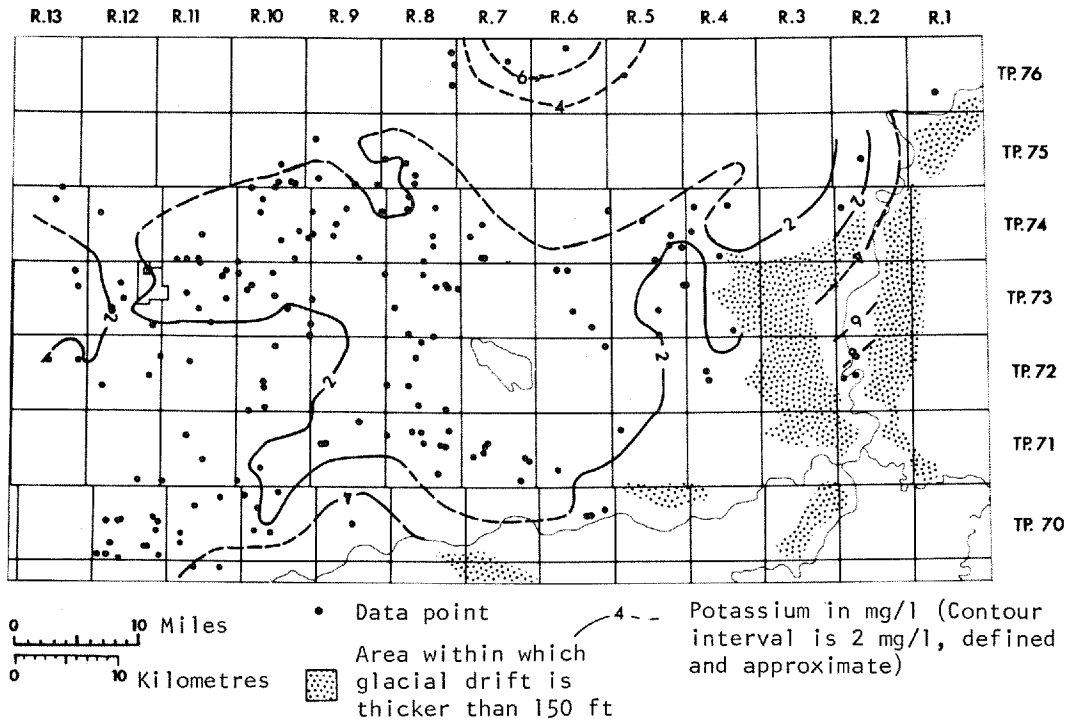 R.13 R.12 R.11 R.10 R.9 R.8 R.7 R.6 R.5 R.4 R.3 R.2 R.1
TP. 76
6
4
TP. 75
2
TP. 74
2
4
TP. 73
2
6
2
TP. 72
2
TP. 71
4
TP. 70
0 10 Miles
0 10 Kilometres
Data point
Area within which
glacial drift is
thicker than 150 ft
4
Potassium in mg/l (Contour
interval is 2 mg/l, defined
and approximate)